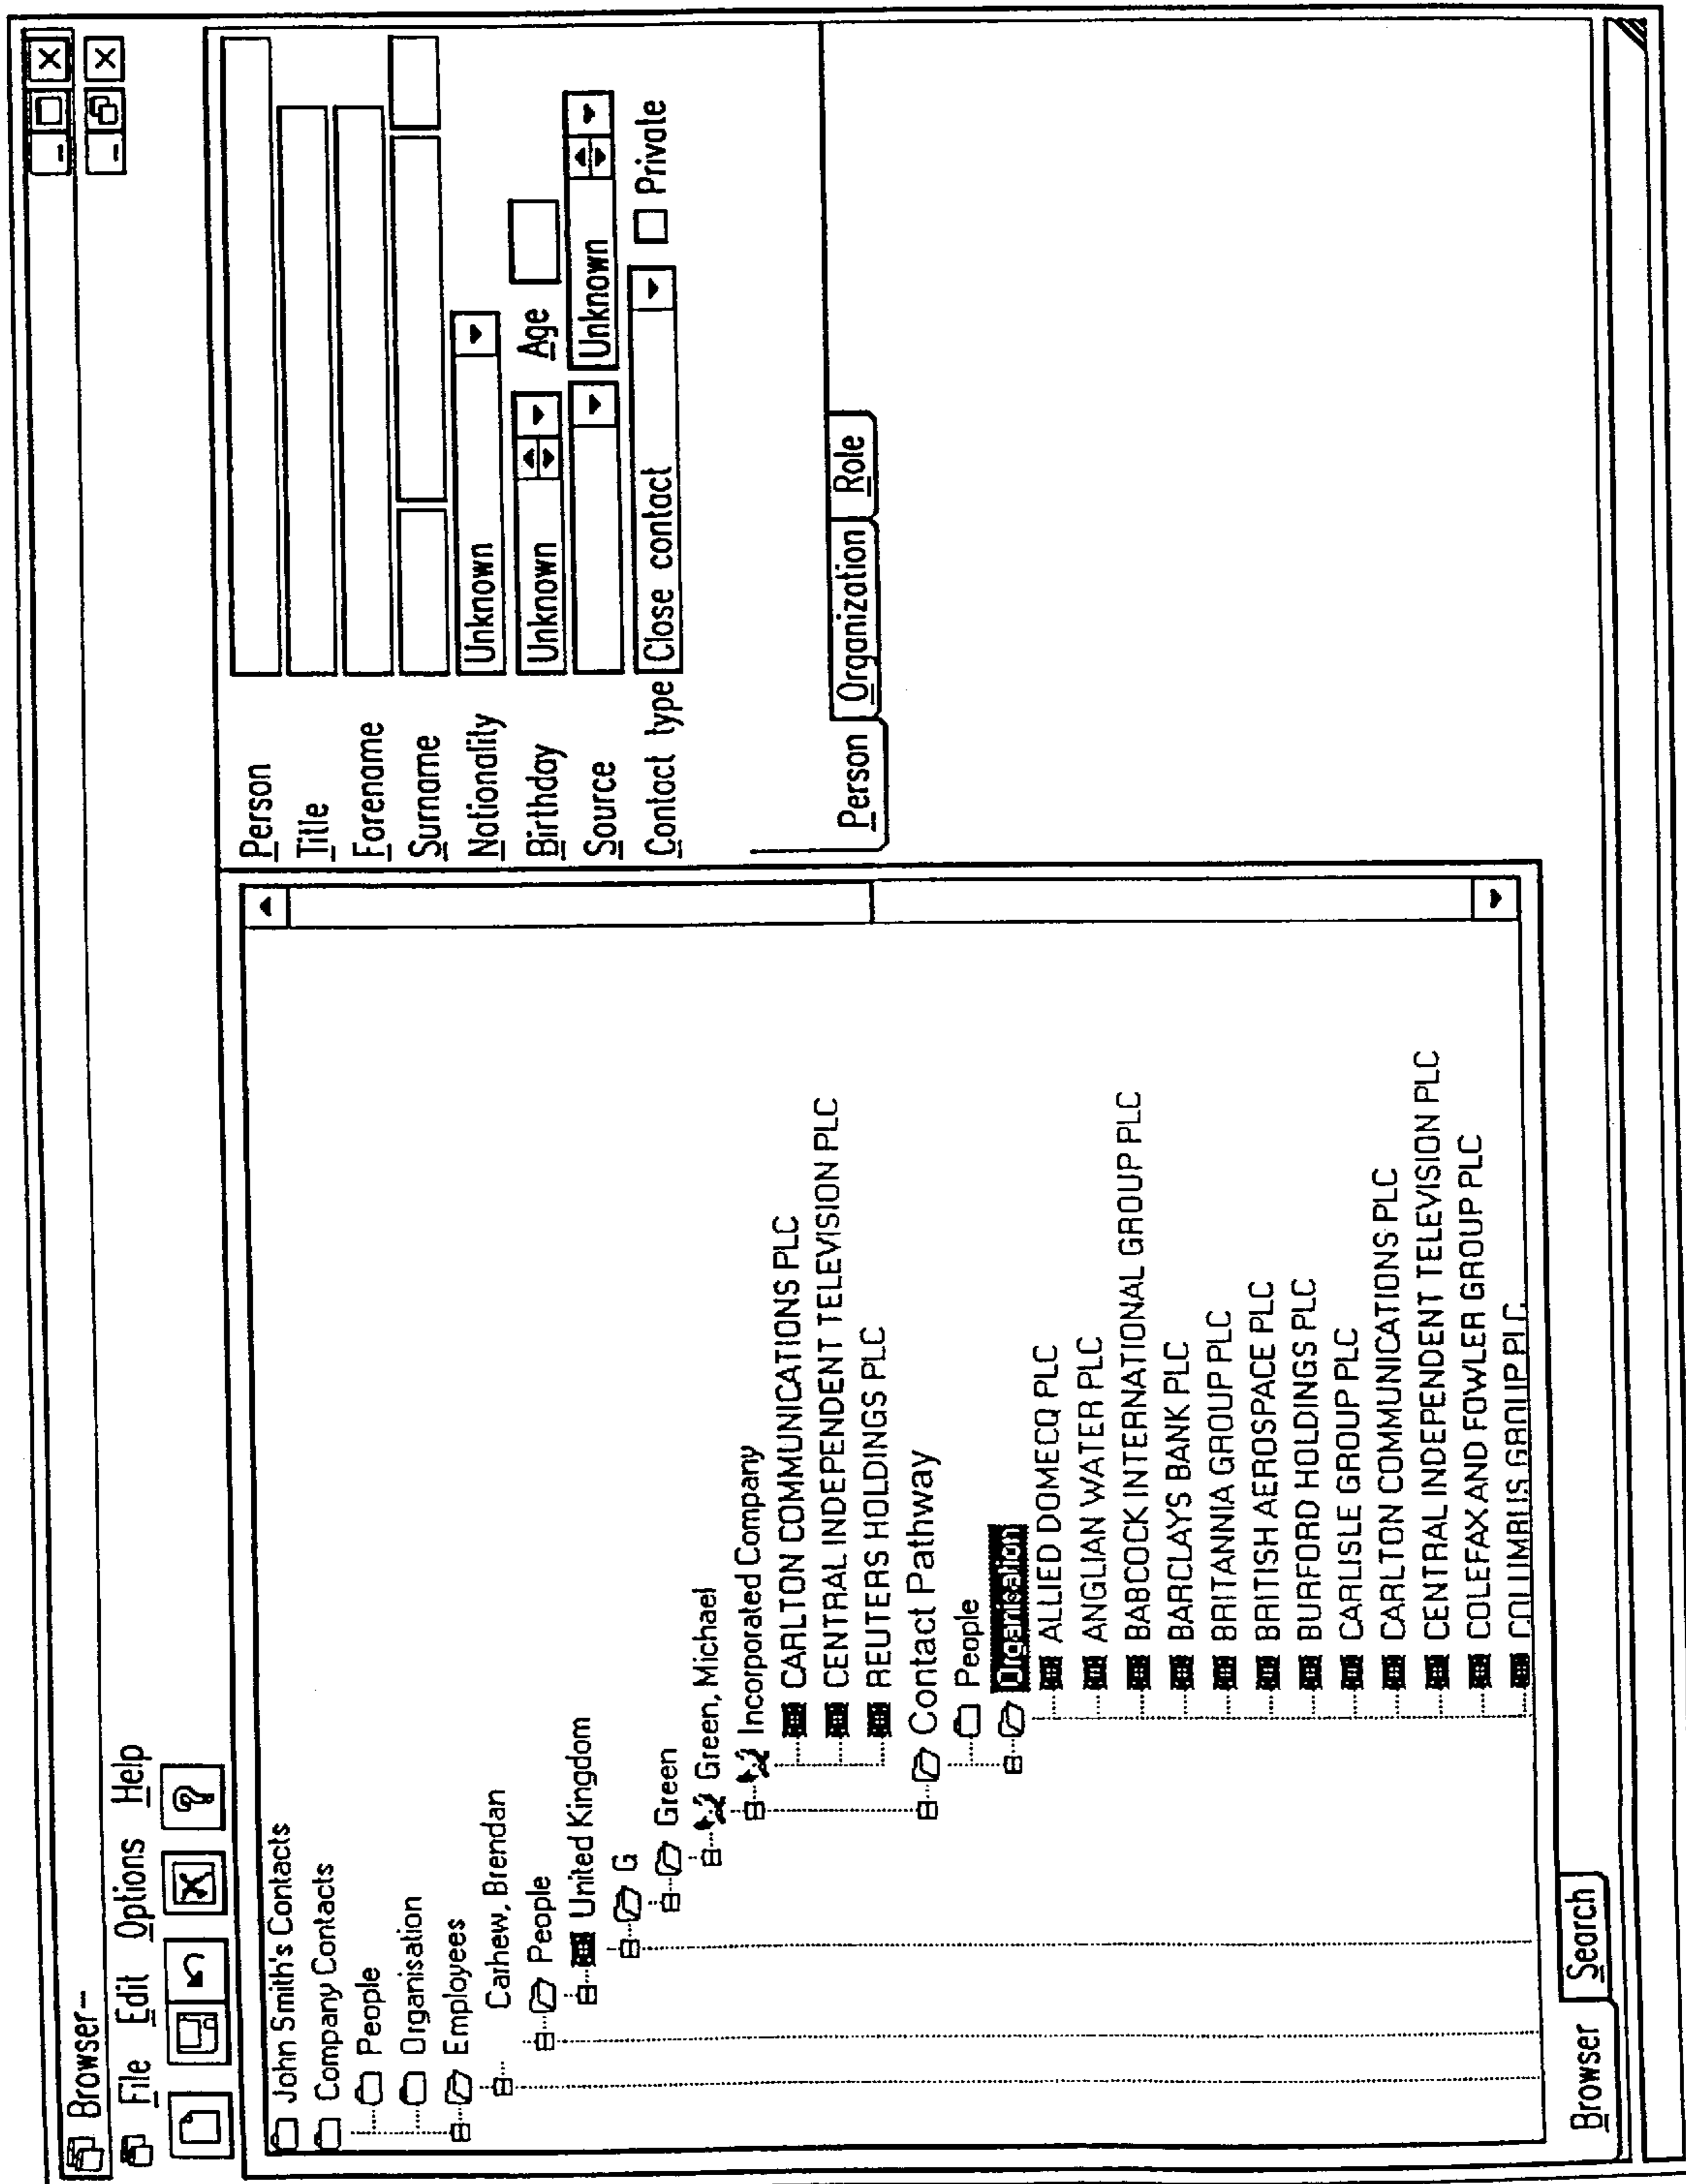 Browser--
File Edit Options Help
John Smith's Contacts
Company Contacts
People
Organisation
Employees
Carhew, Brendan
People
United Kingdom
G
Green
Green, Michael
Incorporated Company
CARLTON COMMUNICATIONS PLC
CENTRAL INDEPENDENT TELEVISION PLC
REUTERS HOLDINGS PLC
Contact Pathway
People
Organisation
ALLIED DOMECQ PLC
ANGLIAN WATER PLC
BABCOCK INTERNATIONAL GROUP PLC
BARCLAYS BANK PLC
BRITANNIA GROUP PLC
BRITISH AEROSPACE PLC
BURFORD HOLDINGS PLC
CARLISLE GROUP PLC
CARLTON COMMUNICATIONS PLC
CENTRAL INDEPENDENT TELEVISION PLC
COLEFAX AND FOWLER GROUP PLC
COLUMBUS GROUP PLC
Browser Search
Person
Title
Forename
Surname
Nationality Unknown
Birthday Unknown Age
Source Unknown
Contact type Close contact Private
Person Organization Role